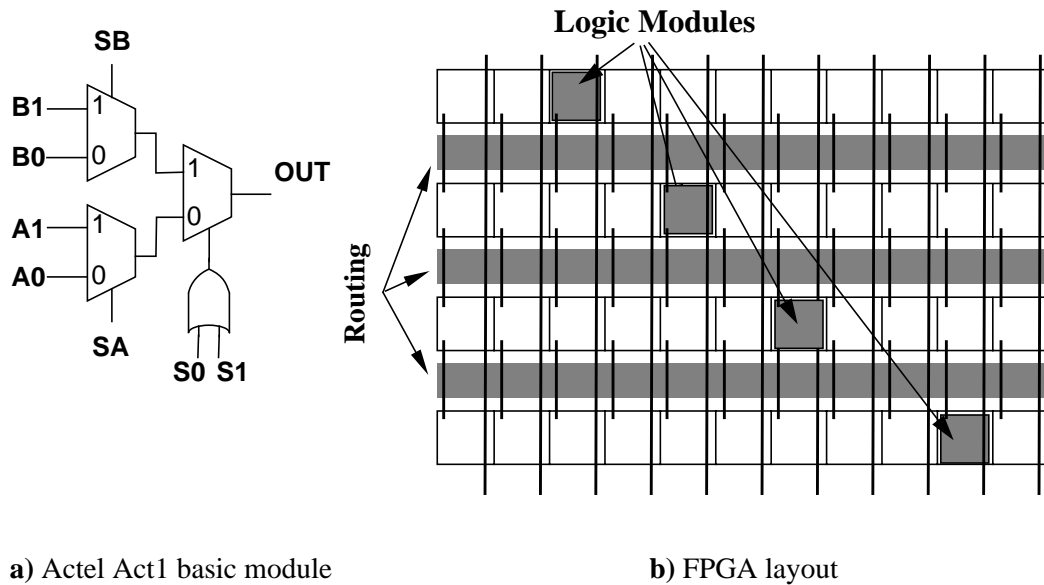 Logic Modules
SB
B1
1
B0
0
1
OUT
A1
1
0
A0
0
SA
S0 S1
Routing
a) Actel Act1 basic module
b) FPGA layout